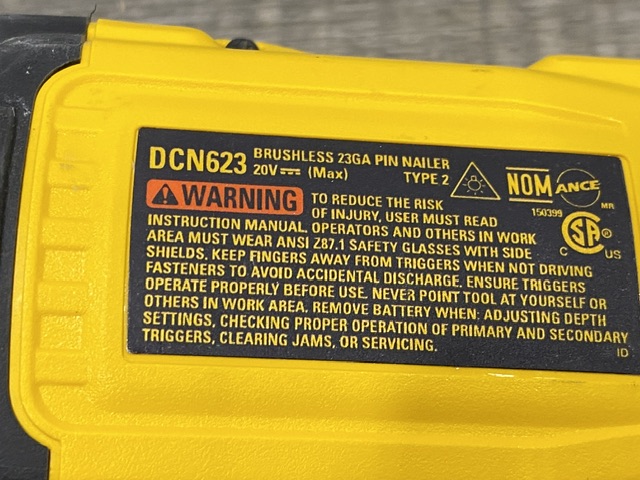 DCN623 BRUSHLESS 23GA PIN NAILER
20V⎓ (Max) TYPE 2
NOM ANCE
150399 MR
WARNING TO REDUCE THE RISK
OF INJURY, USER MUST READ
INSTRUCTION MANUAL. OPERATORS AND OTHERS IN WORK
AREA MUST WEAR ANSI Z87.1 SAFETY GLASSES WITH SIDE
SHIELDS. KEEP FINGERS AWAY FROM TRIGGERS WHEN NOT DRIVING
FASTENERS TO AVOID ACCIDENTAL DISCHARGE. ENSURE TRIGGERS
OPERATE PROPERLY BEFORE USE. NEVER POINT TOOL AT YOURSELF OR
OTHERS IN WORK AREA. REMOVE BATTERY WHEN: ADJUSTING DEPTH
SETTINGS, CHECKING PROPER OPERATION OF PRIMARY AND SECONDARY
TRIGGERS, CLEARING JAMS, OR SERVICING.
C SA US
ID